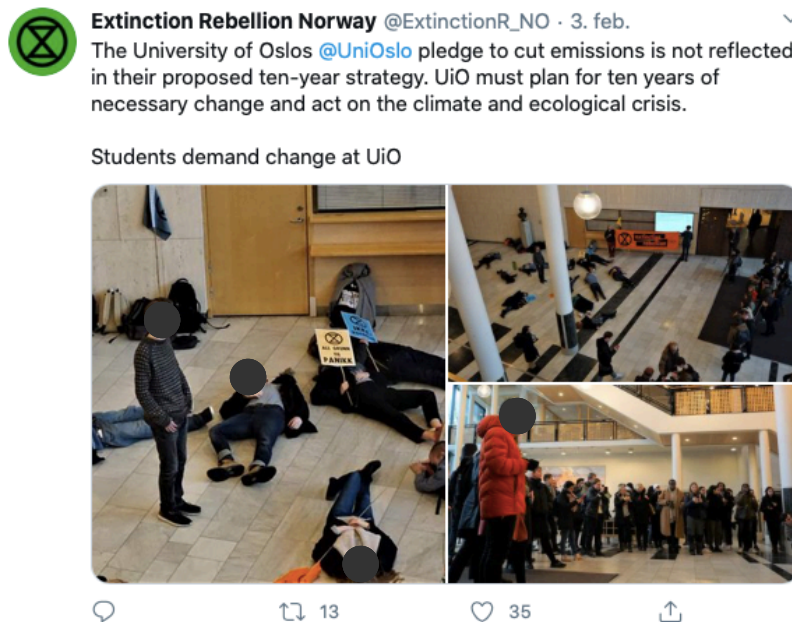 Extinction Rebellion Norway @ExtinctionR_NO · 3. feb.
The University of Oslos @UniOslo pledge to cut emissions is not reflected
in their proposed ten-year strategy. UiO must plan for ten years of
necessary change and act on the climate and ecological crisis.
Students demand change at UiO
PANIKK
13
35